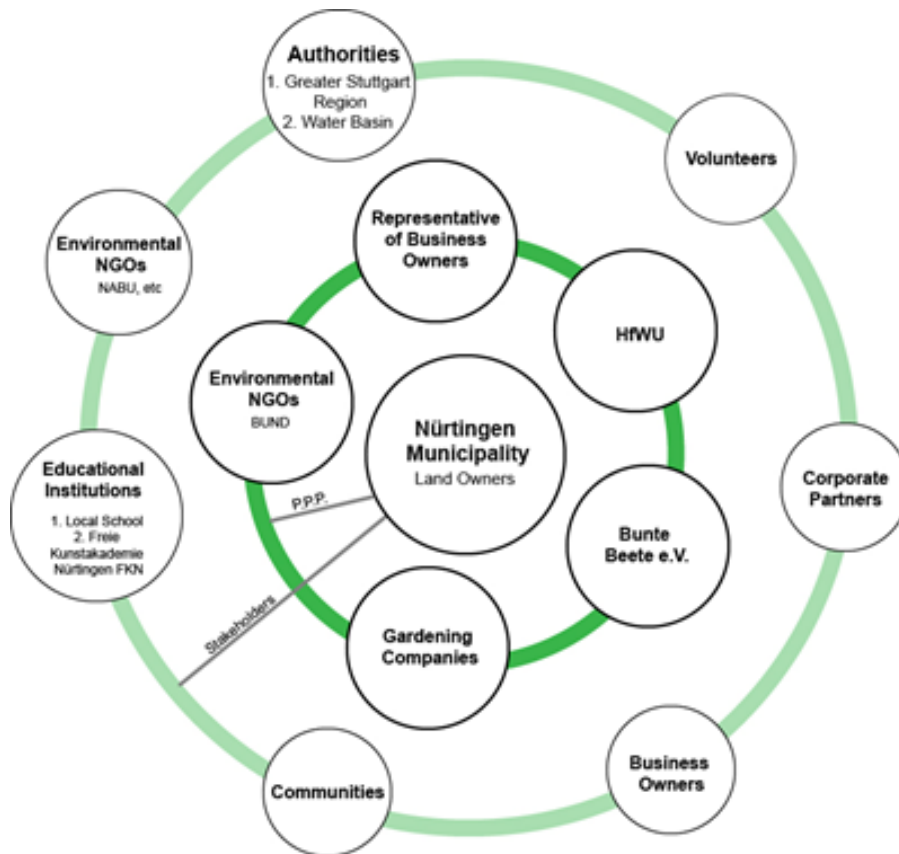 Authorities
1. Greater Stuttgart
Region
2. Water Basin
Volunteers
Environmental
NGOs
NABU, etc
Representative
of Business
Owners
HfWU
Environmental
NGOs
BUND
Nürtingen
Municipality
Land Owners
Educational
Institutions
1. Local School
2. Freie
Kunstakademie
Nürtingen FKN
P.P.P.
Corporate
Partners
Bunte
Beete e.V.
Stakeholders
Gardening
Companies
Communities
Business
Owners